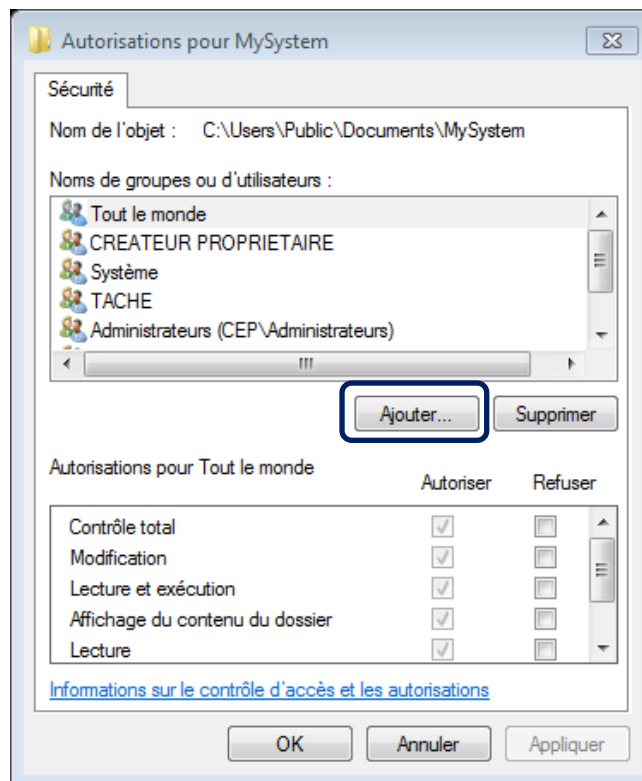 Autorisations pour MySystem
Sécurité
Nom de l'objet : C:\Users\Public\Documents\MySystem
Noms de groupes ou d'utilisateurs :
Tout le monde
CREATEUR PROPRIETAIRE
Système
TACHE
Administrateurs (CEP\Administrateurs)
Ajouter... Supprimer
Autorisations pour Tout le monde Autoriser Refuser
Contrôle total
Modification
Lecture et exécution
Affichage du contenu du dossier
Lecture
Informations sur le contrôle d'accès et les autorisations
OK Annuler Appliquer